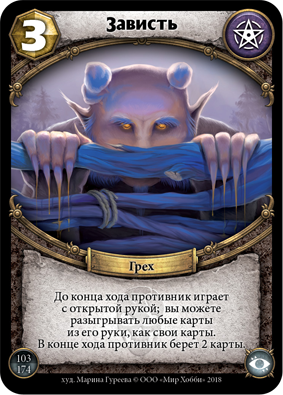 3
Зависть
Грех
До конца хода противник играет
с открытой рукой; вы можете
разыгрывать любые карты
из его руки, как свои карты.
В конце хода противник берет 2 карты.
103
174
худ. Марина Гуреева © ООО «Мир Хобби» 2018